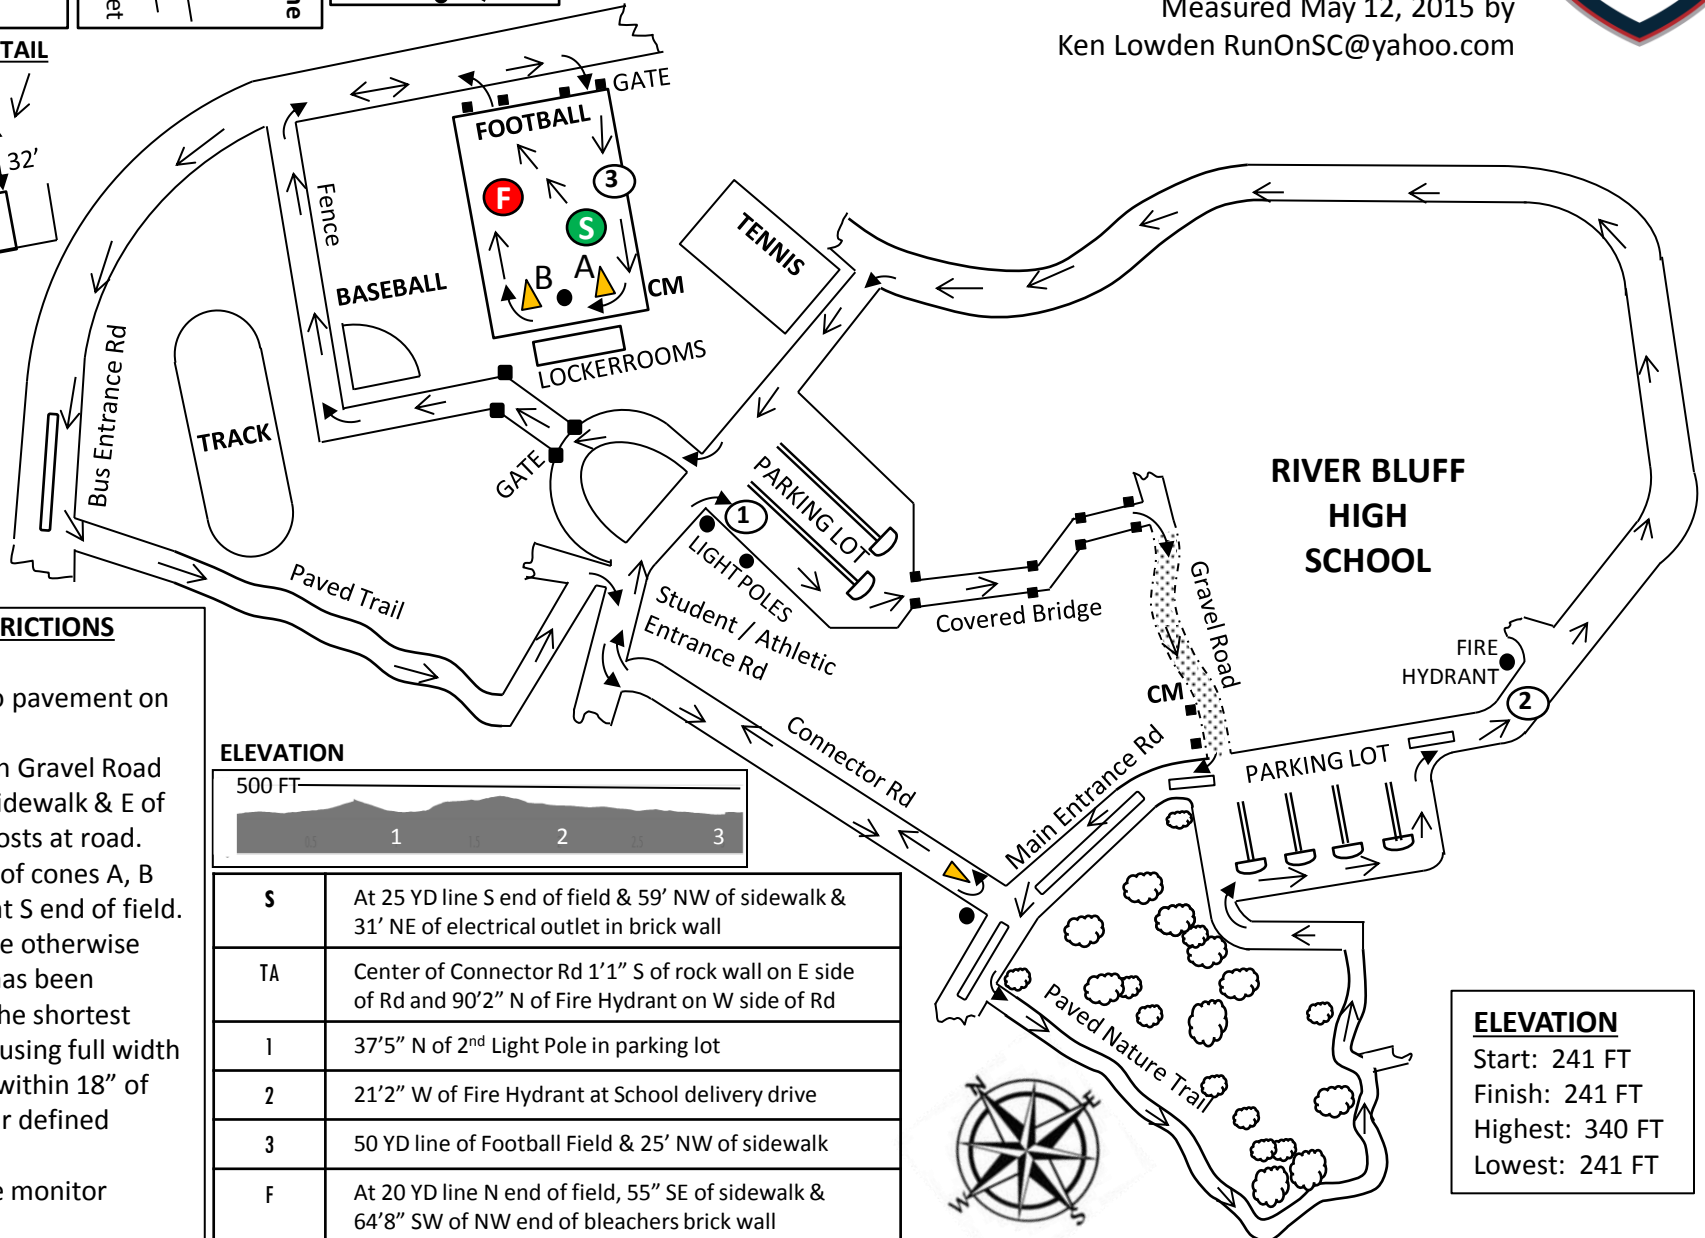 Measured May 12, 2015 by
Ken Lowden RunOnSC@yahoo.com
TAIL
32’
GATE
FOOTBALL
3
F
S
B
A
CM
Fence
BASEBALL
LOCKERROOMS
TENNIS
Bus Entrance Rd
TRACK
GATE
PARKING LOT
1
LIGHT POLES
RIVER BLUFF
HIGH
SCHOOL
Paved Trail
Student / Athletic
Entrance Rd
Covered Bridge
Gravel Road
CM
FIRE
HYDRANT
2
Connector Rd
Main Entrance Rd
PARKING LOT
Paved Nature Trail
RICTIONS
o pavement on
n Gravel Road
idewalk & E of
osts at road.
of cones A, B
at S end of field.
e otherwise
has been
he shortest
using full width
within 18” of
r defined
e monitor
ELEVATION
500 FT
0.5 1 1.5 2 2.5 3
S At 25 YD line S end of field & 59’ NW of sidewalk &
31’ NE of electrical outlet in brick wall
TA Center of Connector Rd 1’1” S of rock wall on E side
of Rd and 90’2” N of Fire Hydrant on W side of Rd
1 37’5” N of 2nd Light Pole in parking lot
2 21’2” W of Fire Hydrant at School delivery drive
3 50 YD line of Football Field & 25’ NW of sidewalk
F At 20 YD line N end of field, 55” SE of sidewalk &
64’8” SW of NW end of bleachers brick wall
N
E
W
S
ELEVATION
Start: 241 FT
Finish: 241 FT
Highest: 340 FT
Lowest: 241 FT